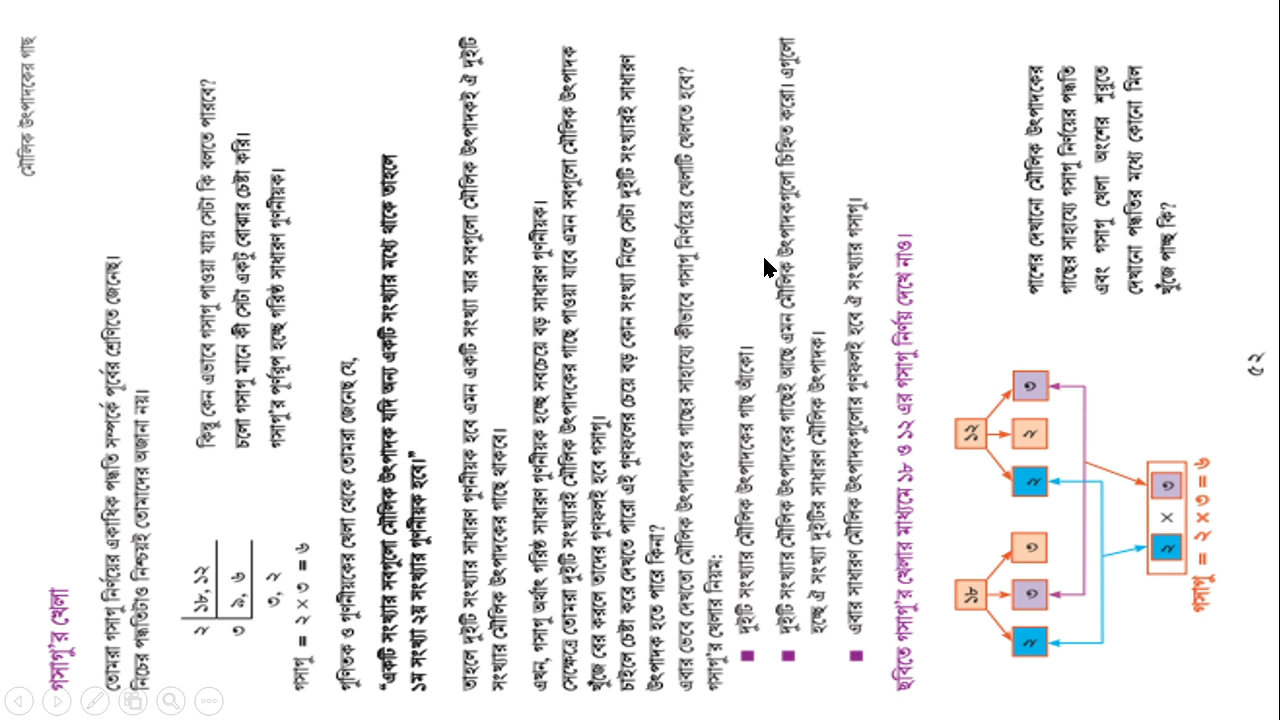 মৌলিক উৎপাদকের গাছ
গসাগু'র খেলা
তোমরা গসাগু নির্ণয়ের একাধিক পদ্ধতি সম্পর্কে পূর্বের শ্রেণিতে জেনেছ।
নিচের পদ্ধতিটাও নিশ্চয়ই তোমাদের অজানা নয়।
২ ১৮, ১২
৩ ৯, ৬
৩, ২
গসাগু = ২ × ৩ = ৬
কিন্তু কেন এভাবে গসাগু পাওয়া যায় সেটা কি বলতে পারবে?
চলো গসাগু মানে কী সেটা একটু বোঝার চেষ্টা করি।
গসাগু'র পূর্ণরূপ হচ্ছে গরিষ্ঠ সাধারণ গুণনীয়ক।
গুণিতক ও গুণনীয়কের খেলা থেকে তোমরা জেনেছ যে,
“একটি সংখ্যার সবগুলো মৌলিক উৎপাদক যদি অন্য একটি সংখ্যার মধ্যে থাকে তাহলে
১ম সংখ্যা ২য় সংখ্যার গুণনীয়ক হবে।”
তাহলে দুইটি সংখ্যার সাধারণ গুণনীয়ক হবে এমন একটি সংখ্যা যার সবগুলো মৌলিক উৎপাদকই ঐ দুইটি
সংখ্যার মৌলিক উৎপাদকের গাছে থাকবে।
এখন, গসাগু অর্থাৎ গরিষ্ঠ সাধারণ গুণনীয়ক হচ্ছে সবচেয়ে বড় সাধারণ গুণনীয়ক।
সেক্ষেত্রে তোমরা দুইটি সংখ্যারই মৌলিক উৎপাদকের গাছে পাওয়া যাবে এমন সবগুলো মৌলিক উৎপাদক
খুঁজে বের করলে তাদের গুণফলই হবে গসাগু।
চাইলে চেষ্টা করে দেখতে পারো এই গুণফলের চেয়ে বড় কোন সংখ্যা নিলে সেটা দুইটি সংখ্যারই সাধারণ
উৎপাদক হতে পারে কিনা?
এবার ভেবে দেখতো মৌলিক উৎপাদকের গাছের সাহায্যে কীভাবে গসাগু নির্ণয়ের খেলাটি খেলতে হবে?
গসাগু'র খেলার নিয়ম:
■ দুইটি সংখ্যার মৌলিক উৎপাদকের গাছ আঁকো।
■ দুইটি সংখ্যার মৌলিক উৎপাদকের গাছেই আছে এমন মৌলিক উৎপাদকগুলো চিহ্নিত করো। এগুলো
হচ্ছে ঐ সংখ্যা দুইটির সাধারণ মৌলিক উৎপাদক।
■ এবার সাধারণ মৌলিক উৎপাদকগুলোর গুণফলই হবে ঐ সংখ্যার গসাগু।
ছবিতে গসাগু'র খেলার মাধ্যমে ১৮ ও ১২ এর গসাগু নির্ণয় দেখে নাও।
১৮ ১২
২ ৩ ৩ ২ ২ ৩
২ × ৩
গসাগু = ২ × ৩ = ৬
পাশের দেখানো মৌলিক উৎপাদকের
গাছের সাহায্যে গসাগু নির্ণয়ের পদ্ধতি
এবং গসাগু খেলা অংশের শুরুতে
দেখানো পদ্ধতির মধ্যে কোনো মিল
খুঁজে পাচ্ছ কি?
৫২